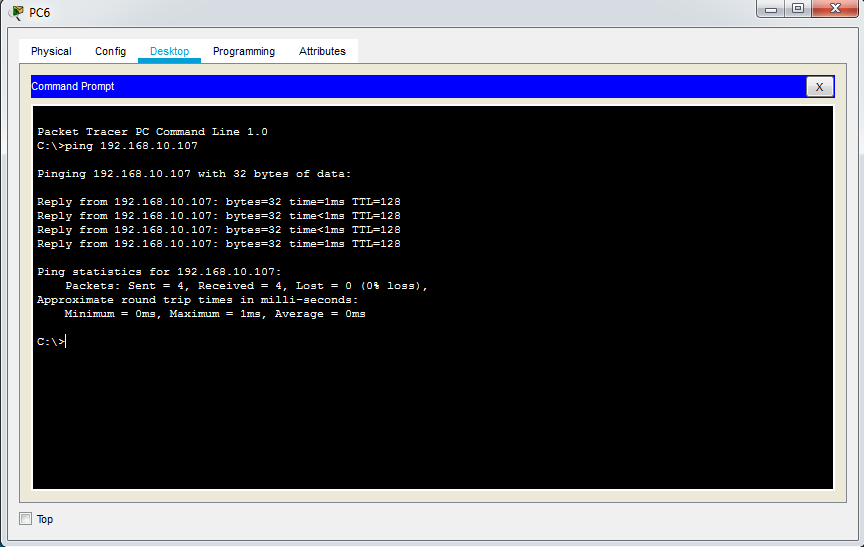 PC6
Physical Config Desktop Programming Attributes
Command Prompt
X
Packet Tracer PC Command Line 1.0
C:\>ping 192.168.10.107
Pinging 192.168.10.107 with 32 bytes of data:
Reply from 192.168.10.107: bytes=32 time=1ms TTL=128
Reply from 192.168.10.107: bytes=32 time<1ms TTL=128
Reply from 192.168.10.107: bytes=32 time<1ms TTL=128
Reply from 192.168.10.107: bytes=32 time=1ms TTL=128
Ping statistics for 192.168.10.107:
Packets: Sent = 4, Received = 4, Lost = 0 (0% loss),
Approximate round trip times in milli-seconds:
Minimum = 0ms, Maximum = 1ms, Average = 0ms
C:\>
Top